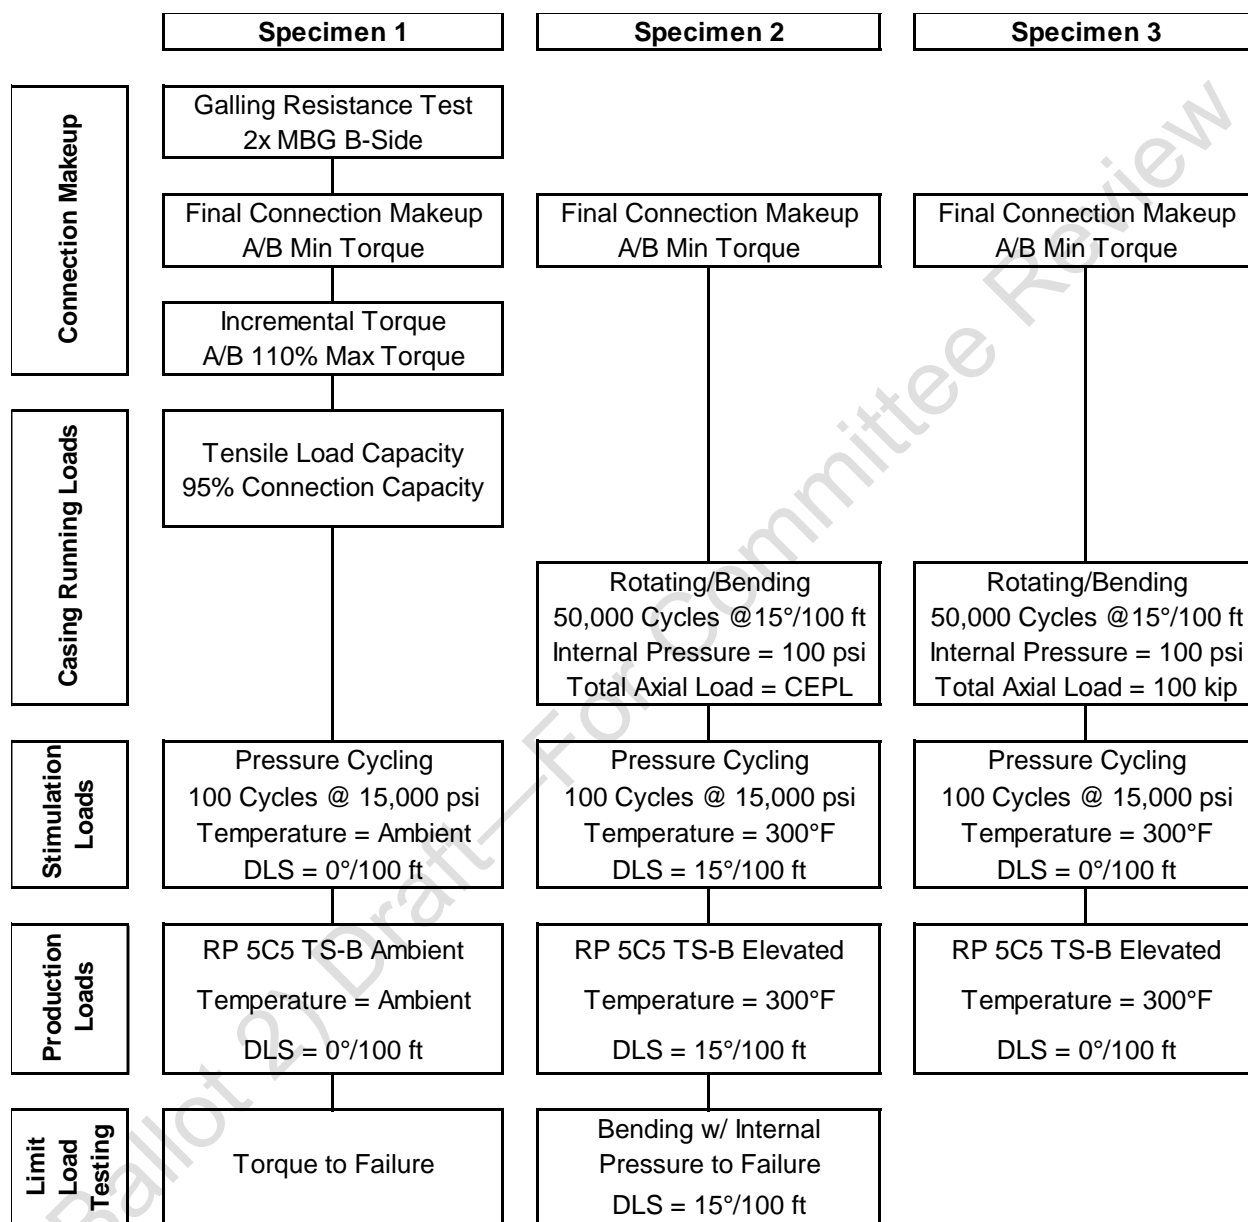 Specimen 1
Specimen 2
Specimen 3
Connection Makeup
Galling Resistance Test
2x MBG B-Side
Final Connection Makeup
A/B Min Torque
Final Connection Makeup
A/B Min Torque
Final Connection Makeup
A/B Min Torque
Incremental Torque
A/B 110% Max Torque
Casing Running Loads
Tensile Load Capacity
95% Connection Capacity
Rotating/Bending
50,000 Cycles @15°/100 ft
Internal Pressure = 100 psi
Total Axial Load = CEPL
Rotating/Bending
50,000 Cycles @15°/100 ft
Internal Pressure = 100 psi
Total Axial Load = 100 kip
Stimulation
Loads
Pressure Cycling
100 Cycles @ 15,000 psi
Temperature = Ambient
DLS = 0°/100 ft
Pressure Cycling
100 Cycles @ 15,000 psi
Temperature = 300°F
DLS = 15°/100 ft
Pressure Cycling
100 Cycles @ 15,000 psi
Temperature = 300°F
DLS = 0°/100 ft
Production
Loads
RP 5C5 TS-B Ambient
Temperature = Ambient
DLS = 0°/100 ft
RP 5C5 TS-B Elevated
Temperature = 300°F
DLS = 15°/100 ft
RP 5C5 TS-B Elevated
Temperature = 300°F
DLS = 0°/100 ft
Limit
Load
Testing
Torque to Failure
Bending w/ Internal
Pressure to Failure
DLS = 15°/100 ft
Ballot 2) Draft—For Committee Review